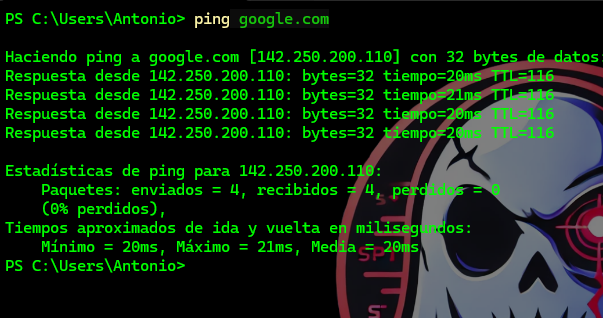 PS C:\Users\Antonio> ping google.com
Haciendo ping a google.com [142.250.200.110] con 32 bytes de datos:
Respuesta desde 142.250.200.110: bytes=32 tiempo=20ms TTL=116
Respuesta desde 142.250.200.110: bytes=32 tiempo=21ms TTL=116
Respuesta desde 142.250.200.110: bytes=32 tiempo=20ms TTL=116
Respuesta desde 142.250.200.110: bytes=32 tiempo=20ms TTL=116
Estadísticas de ping para 142.250.200.110:
Paquetes: enviados = 4, recibidos = 4, perdidos = 0
(0% perdidos),
Tiempos aproximados de ida y vuelta en milisegundos:
Mínimo = 20ms, Máximo = 21ms, Media = 20ms
PS C:\Users\Antonio>